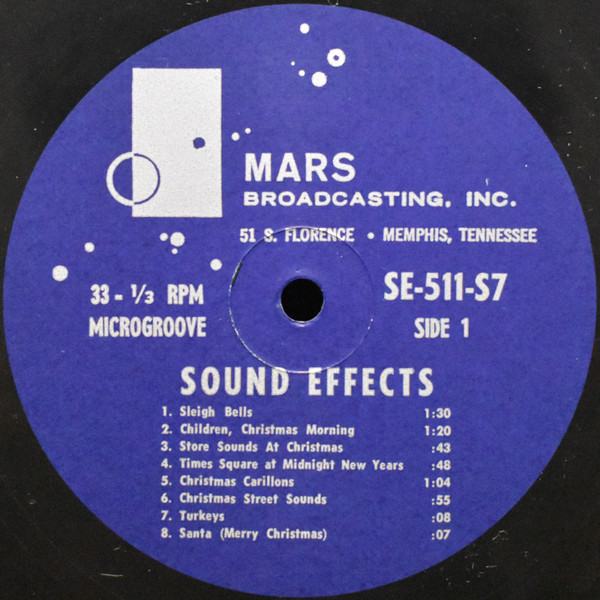 MARS
BROADCASTING, INC.
51 S. FLORENCE • MEMPHIS, TENNESSEE
33 - 1/3 RPM
MICROGROOVE
SE-511-S7
SIDE 1
SOUND EFFECTS
1. Sleigh Bells 1:30
2. Children, Christmas Morning 1:20
3. Store Sounds At Christmas :43
4. Times Square at Midnight New Years :48
5. Christmas Carillons 1:04
6. Christmas Street Sounds :55
7. Turkeys :08
8. Santa (Merry Christmas) :07